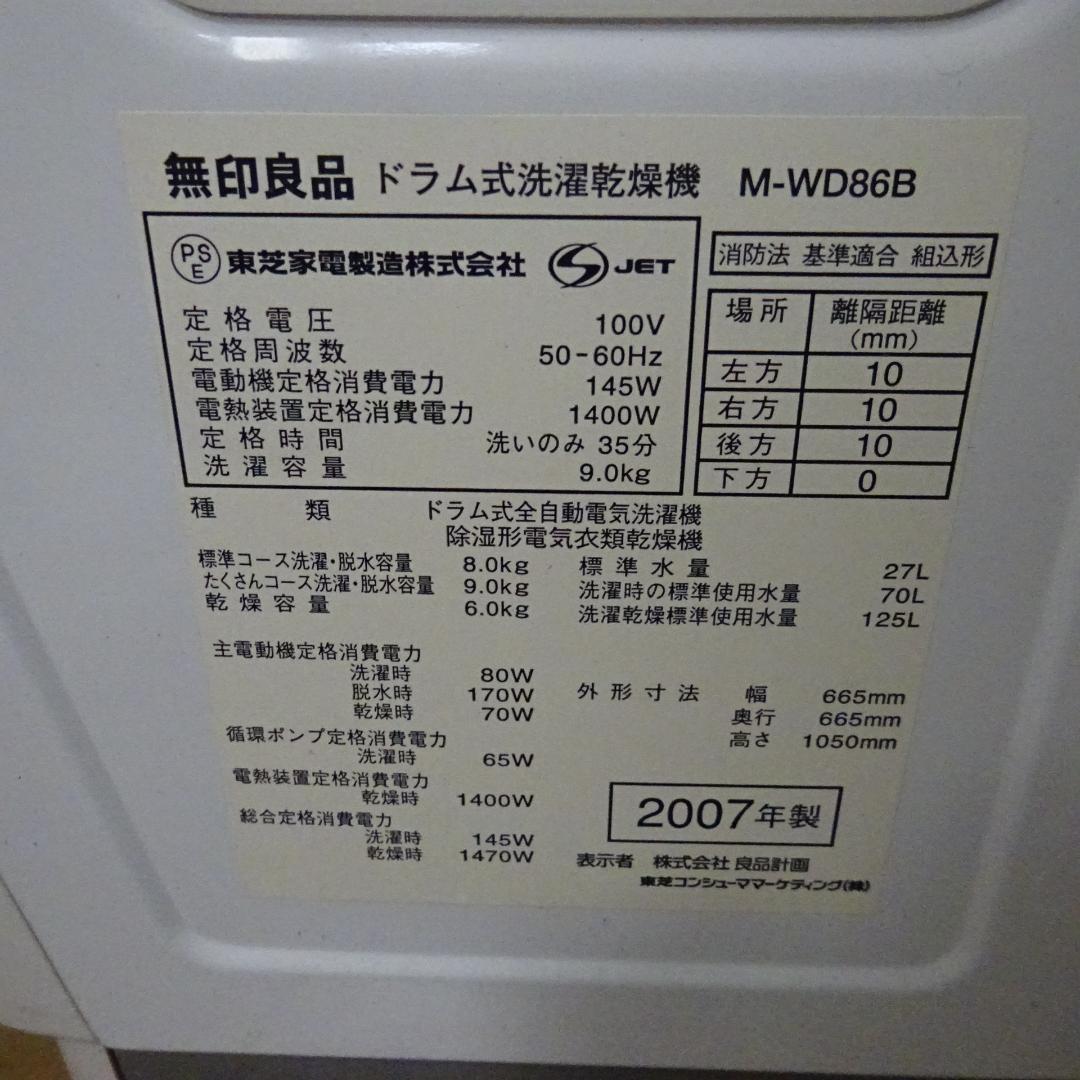 無印良品 ドラム式洗濯乾燥機 M-WD86B
PSE 東芝家電製造株式会社 S JET
定格電圧 100V
定格周波数 50-60Hz
電動機定格消費電力 145W
電熱装置定格消費電力 1400W
定格時間 洗いのみ 35分
洗濯容量 9.0kg
消防法 基準適合 組込形
場所 離隔距離(mm)
左方 10
右方 10
後方 10
下方 0
種類 ドラム式全自動電気洗濯機
除湿形電気衣類乾燥機
標準コース洗濯・脱水容量 8.0kg
たくさんコース洗濯・脱水容量 9.0kg
乾燥容量 6.0kg
標準水量 27L
洗濯時の標準使用水量 70L
洗濯乾燥標準使用水量 125L
主電動機定格消費電力
洗濯時 80W
脱水時 170W
乾燥時 70W
循環ポンプ定格消費電力
洗濯時 65W
電熱装置定格消費電力
乾燥時 1400W
総合定格消費電力
洗濯時 145W
乾燥時 1470W
外形寸法 幅 665mm
奥行 665mm
高さ 1050mm
2007年製
表示者 株式会社 良品計画
東芝コンシューママーケティング(株)